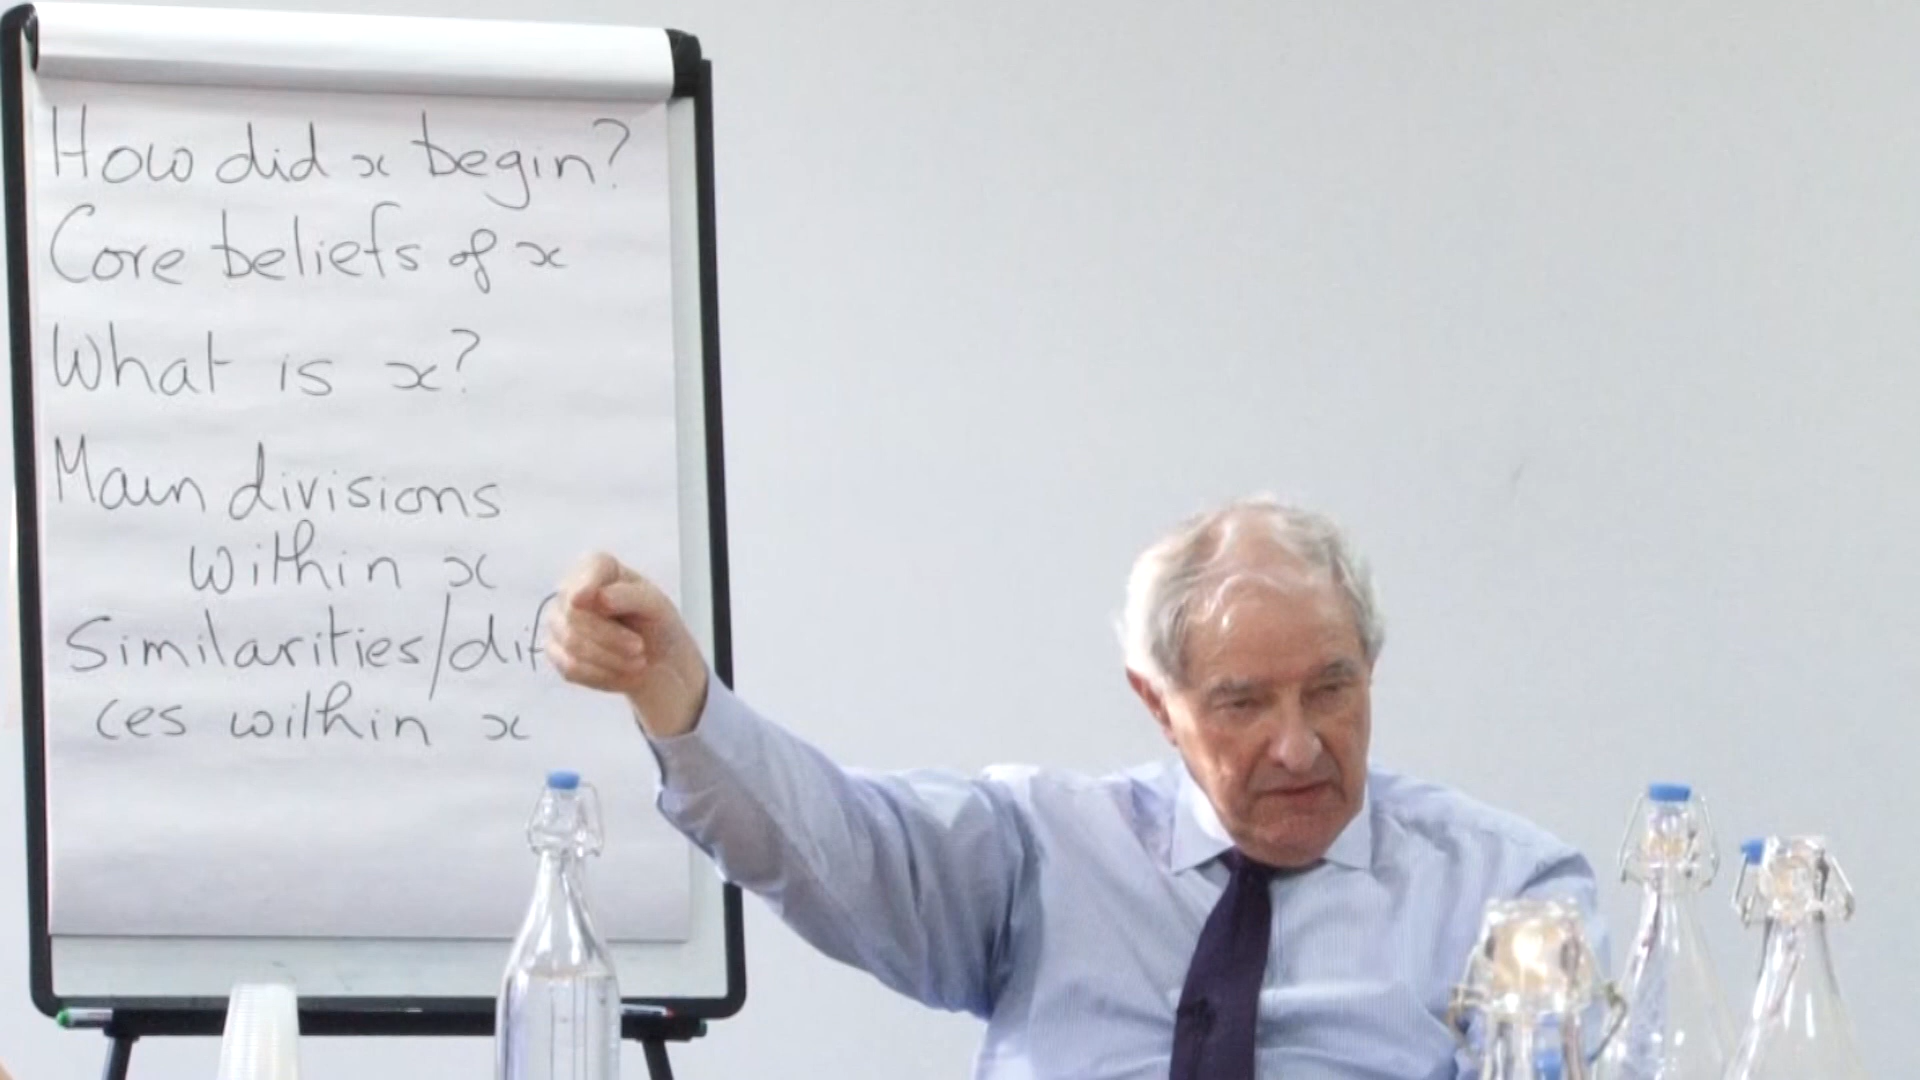 How did x begin?
Core beliefs of x
What is x?
Main divisions
within x
Similarities/dif
ces within x